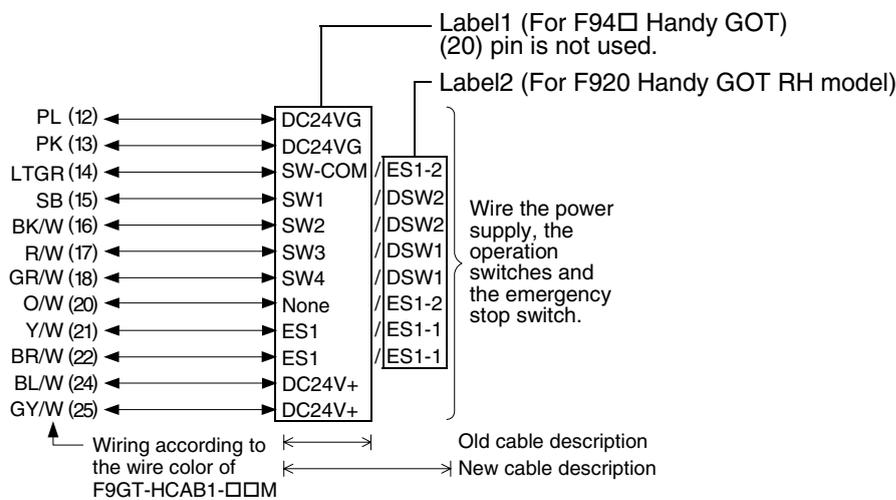 Label1 (For F94□ Handy GOT)
(20) pin is not used.
Label2 (For F920 Handy GOT RH model)
PL (12) DC24VG
PK (13) DC24VG
LTGR (14) SW-COM / ES1-2
SB (15) SW1 / DSW2
BK/W (16) SW2 / DSW2
R/W (17) SW3 / DSW1
GR/W (18) SW4 / DSW1
O/W (20) None / ES1-2
Y/W (21) ES1 / ES1-1
BR/W (22) ES1 / ES1-1
BL/W (24) DC24V+
GY/W (25) DC24V+
Wire the power
supply, the
operation
switches and
the emergency
stop switch.
Wiring according to
the wire color of
F9GT-HCAB1-□□M
Old cable description
New cable description